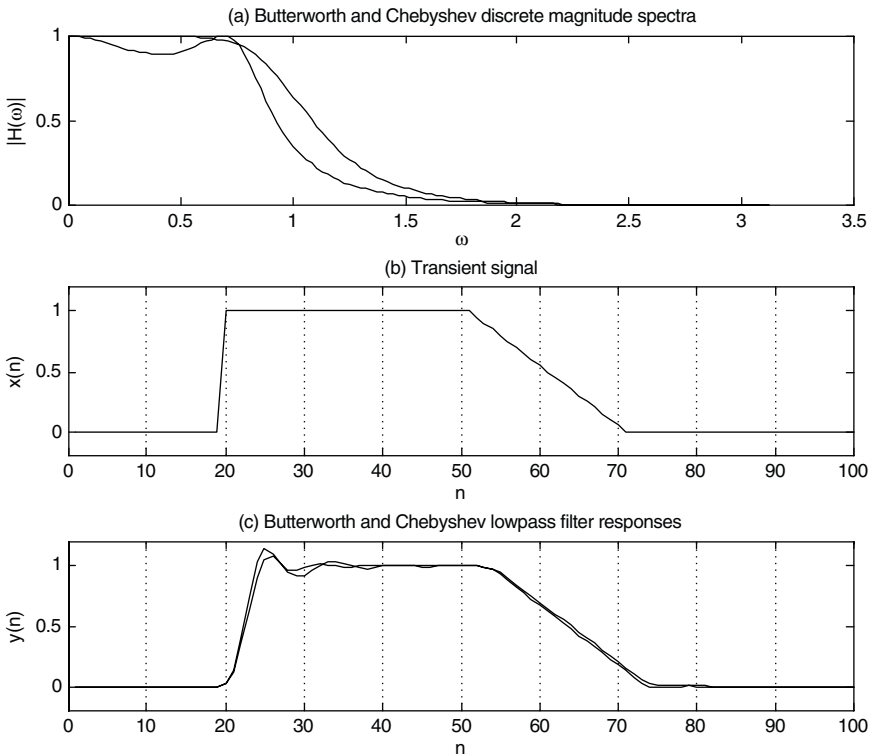 (a) Butterworth and Chebyshev discrete magnitude spectra
1
0.5
0
|H(ω)|
0 0.5 1 1.5 2 2.5 3 3.5
ω
(b) Transient signal
1
0.5
0
x(n)
0 10 20 30 40 50 60 70 80 90 100
n
(c) Butterworth and Chebyshev lowpass filter responses
1
0.5
0
y(n)
0 10 20 30 40 50 60 70 80 90 100
n